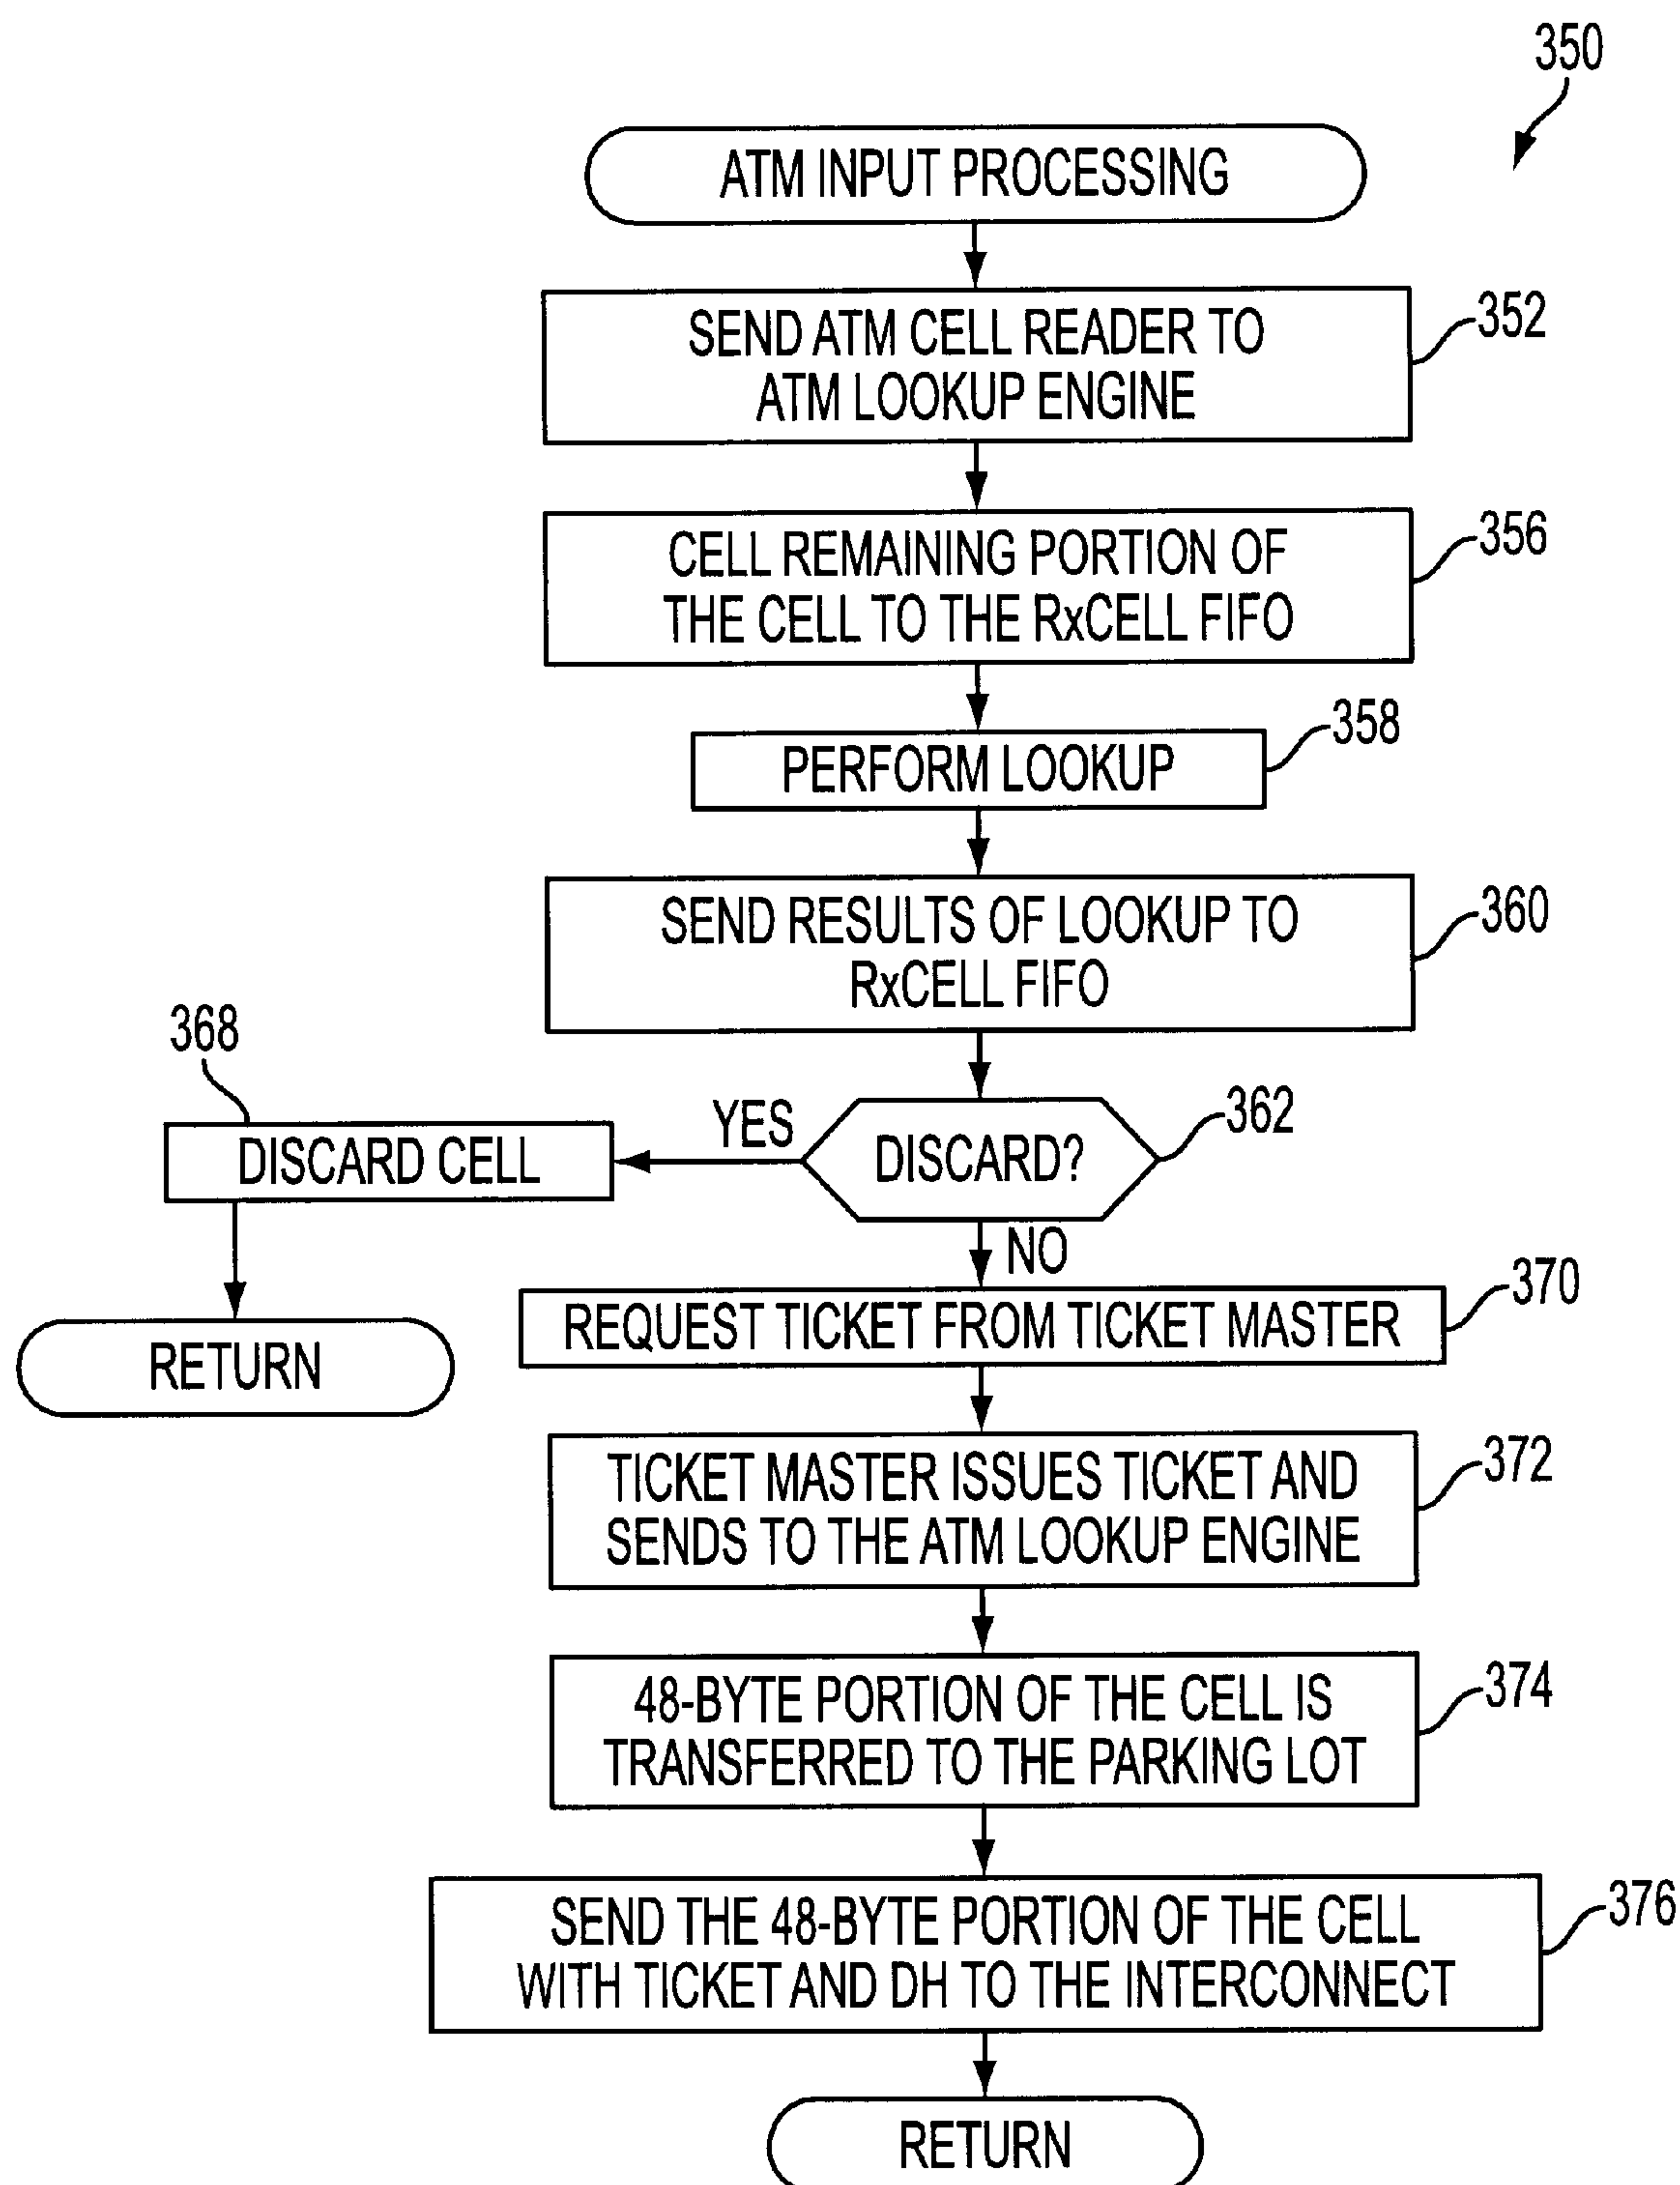 350
ATM INPUT PROCESSING
SEND ATM CELL READER TO
ATM LOOKUP ENGINE
352
CELL REMAINING PORTION OF
THE CELL TO THE RxCELL FIFO
356
PERFORM LOOKUP
358
SEND RESULTS OF LOOKUP TO
RxCELL FIFO
360
368
DISCARD CELL
YES
DISCARD?
362
NO
RETURN
REQUEST TICKET FROM TICKET MASTER
370
TICKET MASTER ISSUES TICKET AND
SENDS TO THE ATM LOOKUP ENGINE
372
48-BYTE PORTION OF THE CELL IS
TRANSFERRED TO THE PARKING LOT
374
SEND THE 48-BYTE PORTION OF THE CELL
WITH TICKET AND DH TO THE INTERCONNECT
376
RETURN